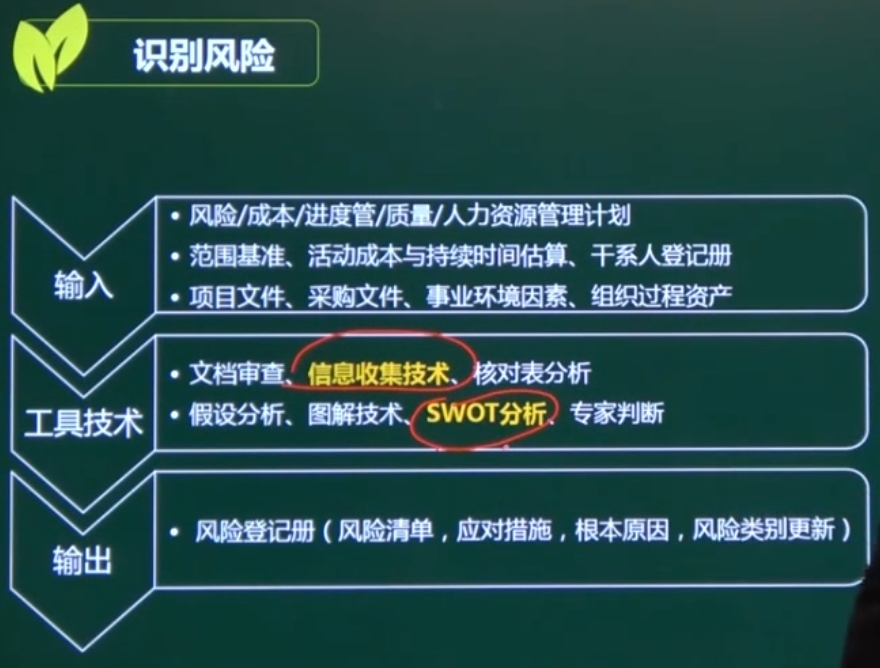 识别风险
输入
• 风险/成本/进度管/质量/人力资源管理计划
• 范围基准、活动成本与持续时间估算、干系人登记册
• 项目文件、采购文件、事业环境因素、组织过程资产
工具技术
• 文档审查、信息收集技术、核对表分析
• 假设分析、图解技术、SWOT分析、专家判断
输出
• 风险登记册（风险清单，应对措施，根本原因，风险类别更新）